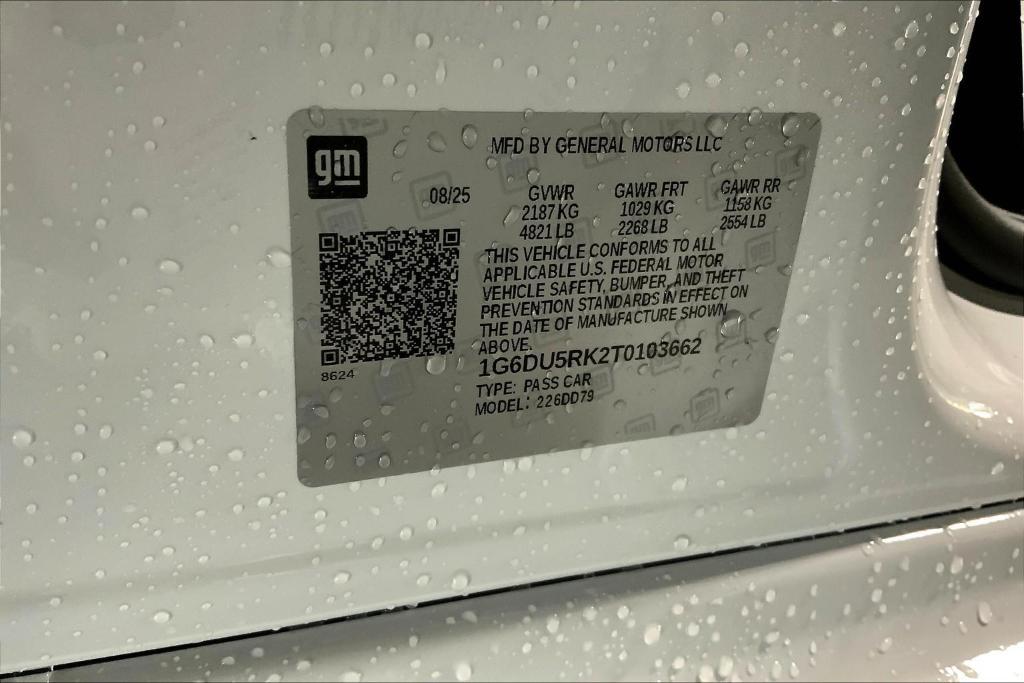 gm
MFD BY GENERAL MOTORS LLC
08/25
GVWR GAWR FRT GAWR RR
2187 KG 1029 KG 1158 KG
4821 LB 2268 LB 2554 LB
THIS VEHICLE CONFORMS TO ALL
APPLICABLE U.S. FEDERAL MOTOR
VEHICLE SAFETY, BUMPER, AND THEFT
PREVENTION STANDARDS IN EFFECT ON
THE DATE OF MANUFACTURE SHOWN
ABOVE.
1G6DU5RK2T0103662
8624
TYPE: PASS CAR
MODEL: 226DD79